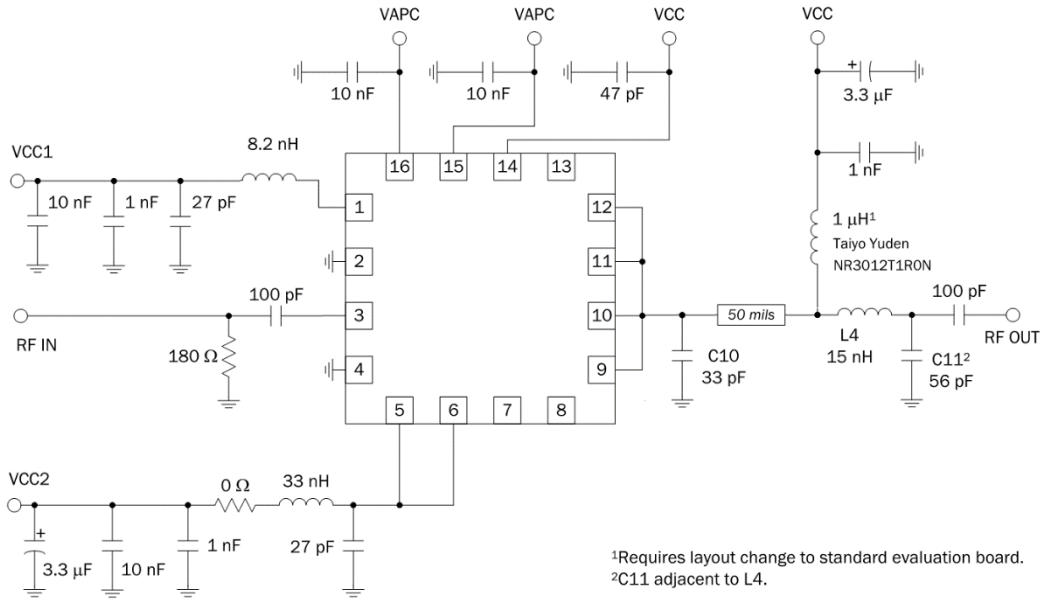 VAPC
VAPC
VCC
VCC
10 nF
10 nF
47 pF
+
3.3 µF
1 nF
VCC1
8.2 nH
10 nF
1 nF
27 pF
16
15
14
13
1
2
3
4
12
11
10
9
5
6
7
8
1 µH¹
Taiyo Yuden
NR3012T1R0N
100 pF
RF IN
180 Ω
50 mils
C10
33 pF
L4
15 nH
100 pF
RF OUT
C11²
56 pF
VCC2
0 Ω
33 nH
+
3.3 µF
10 nF
1 nF
27 pF
¹Requires layout change to standard evaluation board.
²C11 adjacent to L4.